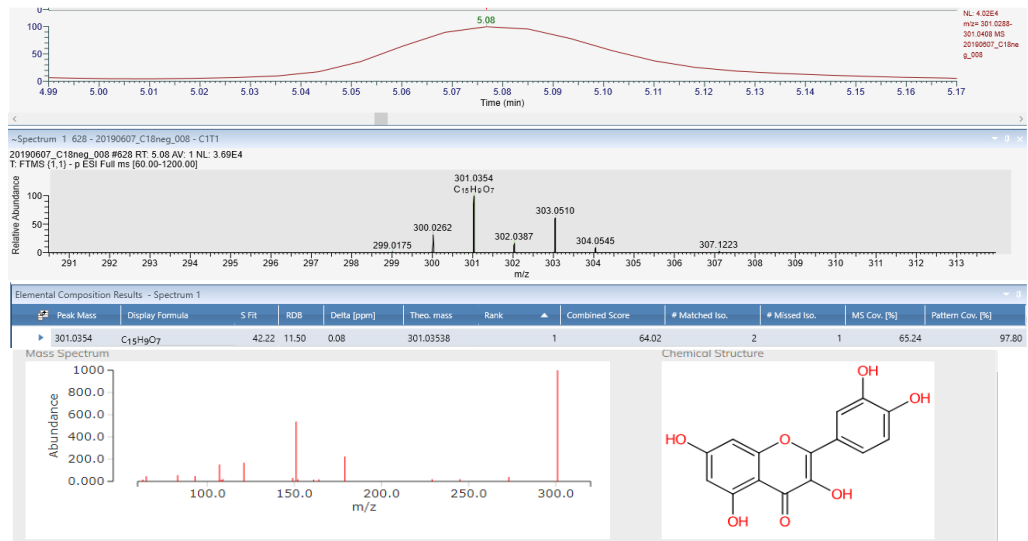 0
100
50
0
5.08
NL: 4.02E4
m/z= 301.0288-
301.0408 MS
20190607_C18ne
g_008
4.99 5.00 5.01 5.02 5.03 5.04 5.05 5.06 5.07 5.08 5.09 5.10 5.11 5.12 5.13 5.14 5.15 5.16 5.17
Time (min)
~Spectrum 1 628 - 20190607_C18neg_008 - C1T1
20190607_C18neg_008 #628 RT: 5.08 AV: 1 NL: 3.69E4
T: FTMS {1,1} - p ESI Full ms [60.00-1200.00]
Relative Abundance
100
50
0
299.0175
300.0262
301.0354
C₁₅H₉O₇
302.0387
303.0510
304.0545
307.1223
291 292 293 294 295 296 297 298 299 300 301 302 303 304 305 306 307 308 309 310 311 312 313
m/z
Elemental Composition Results - Spectrum 1
Peak Mass Display Formula S Fit RDB Delta [ppm] Theo. mass Rank Combined Score # Matched Iso. # Missed Iso. MS Cov. [%] Pattern Cov. [%]
301.0354 C₁₅H₉O₇ 42.22 11.50 0.08 301.03538 1 64.02 2 1 65.24 97.80
Mass Spectrum
Abundance
1000
800.0
600.0
400.0
200.0
0.000
100.0 150.0 200.0 250.0 300.0
m/z
Chemical Structure
OH
OH
HO
O
OH
OH
O